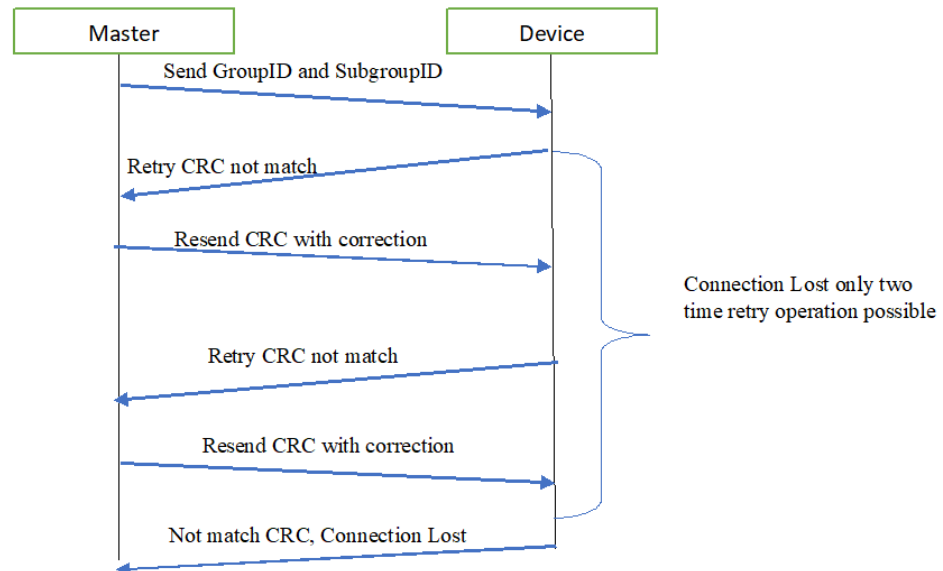 Master
Device
Send GroupID and SubgroupID
Retry CRC not match
Resend CRC with correction
Connection Lost only two
time retry operation possible
Retry CRC not match
Resend CRC with correction
Not match CRC, Connection Lost